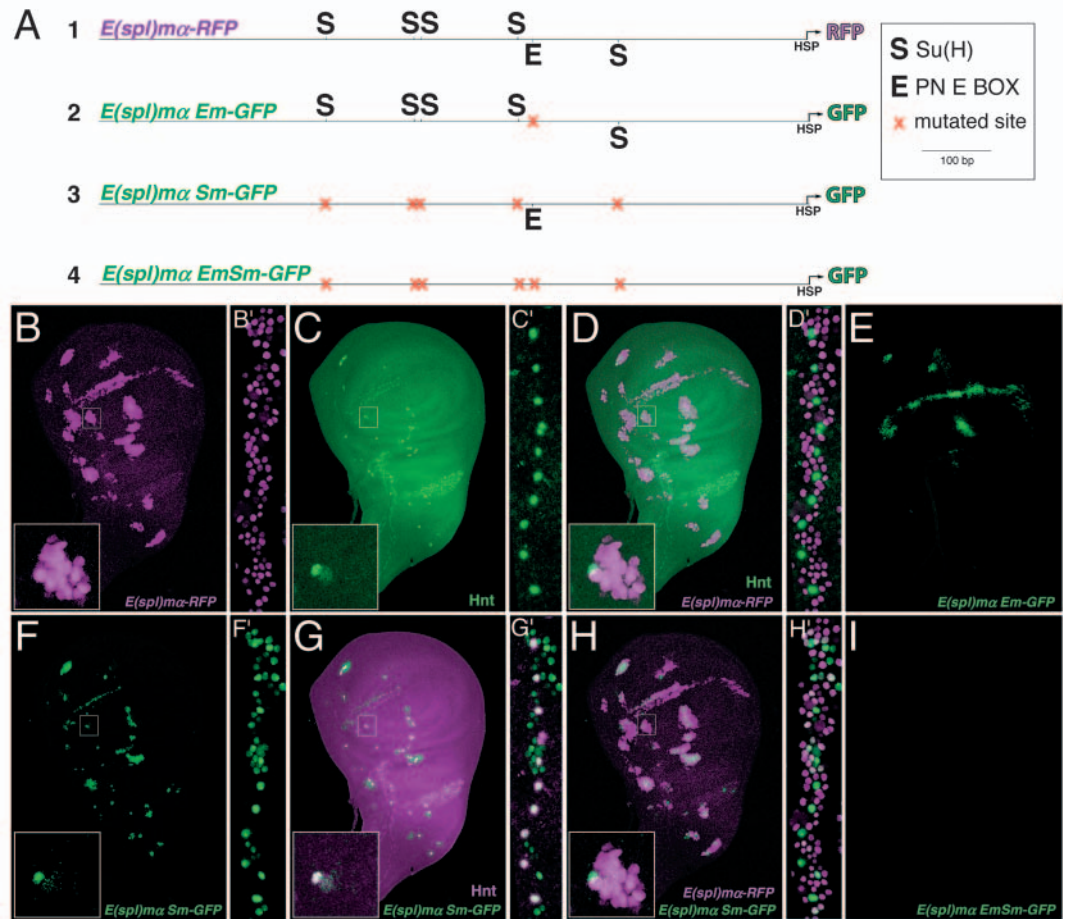 A
1 E(spl)mα-RFP S SS S E S HSP RFP
2 E(spl)mα Em-GFP S SS S S HSP GFP
3 E(spl)mα Sm-GFP E HSP GFP
4 E(spl)mα EmSm-GFP HSP GFP
S Su(H)
E PN E BOX
x mutated site
100 bp
B B' C C' D D' E
E(spl)mα-RFP
Hnt
Hnt
E(spl)mα-RFP
E(spl)mα Em-GFP
F F' G G' H H' I
E(spl)mα Sm-GFP
Hnt
E(spl)mα Sm-GFP
E(spl)mα-RFP
E(spl)mα Sm-GFP
E(spl)mα EmSm-GFP